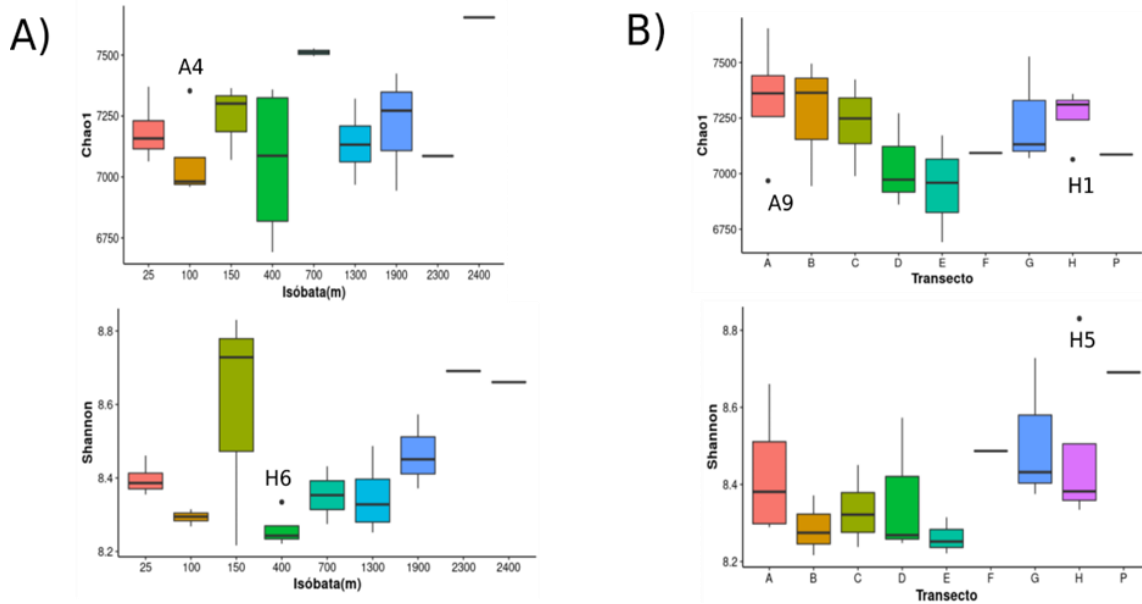 A)
7500
7250
7000
6750
Chao1
A4
25 100 150 400 700 1300 1900 2300 2400
Isóbata(m)
8.8
8.6
8.4
8.2
Shannon
H6
25 100 150 400 700 1300 1900 2300 2400
Isóbata(m)
B)
7500
7250
7000
6750
Chao1
A9
H1
A B C D E F G H P
Transecto
8.8
8.6
8.4
8.2
Shannon
H5
A B C D E F G H P
Transecto